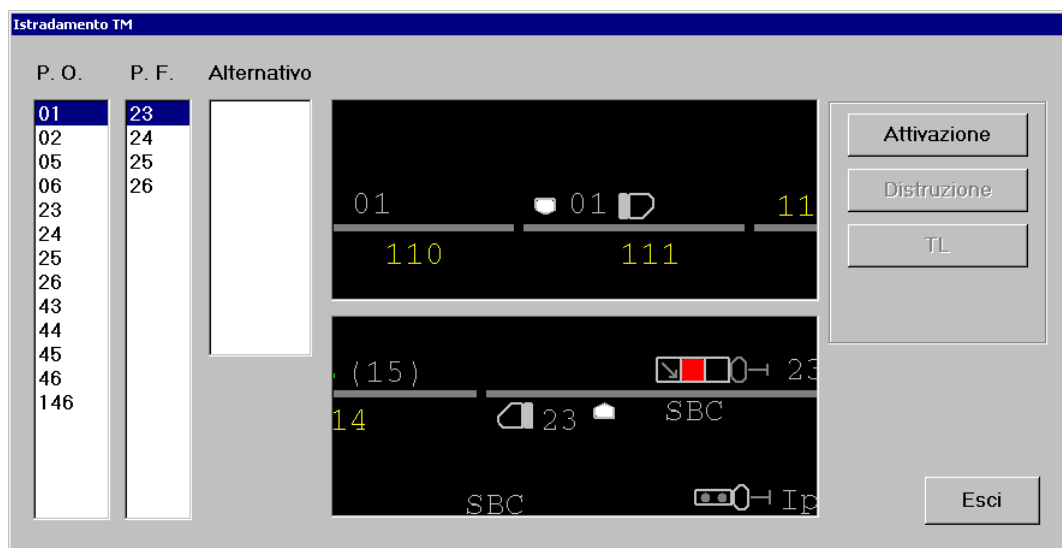 Istradamento TM
P. O.
P. F.
Alternativo
01
02
05
06
23
24
25
26
43
44
45
46
146
23
24
25
26
01
01
11
110
111
(15)
23
14
23
SBC
SBC
Ip
Attivazione
Distruzione
TL
Esci